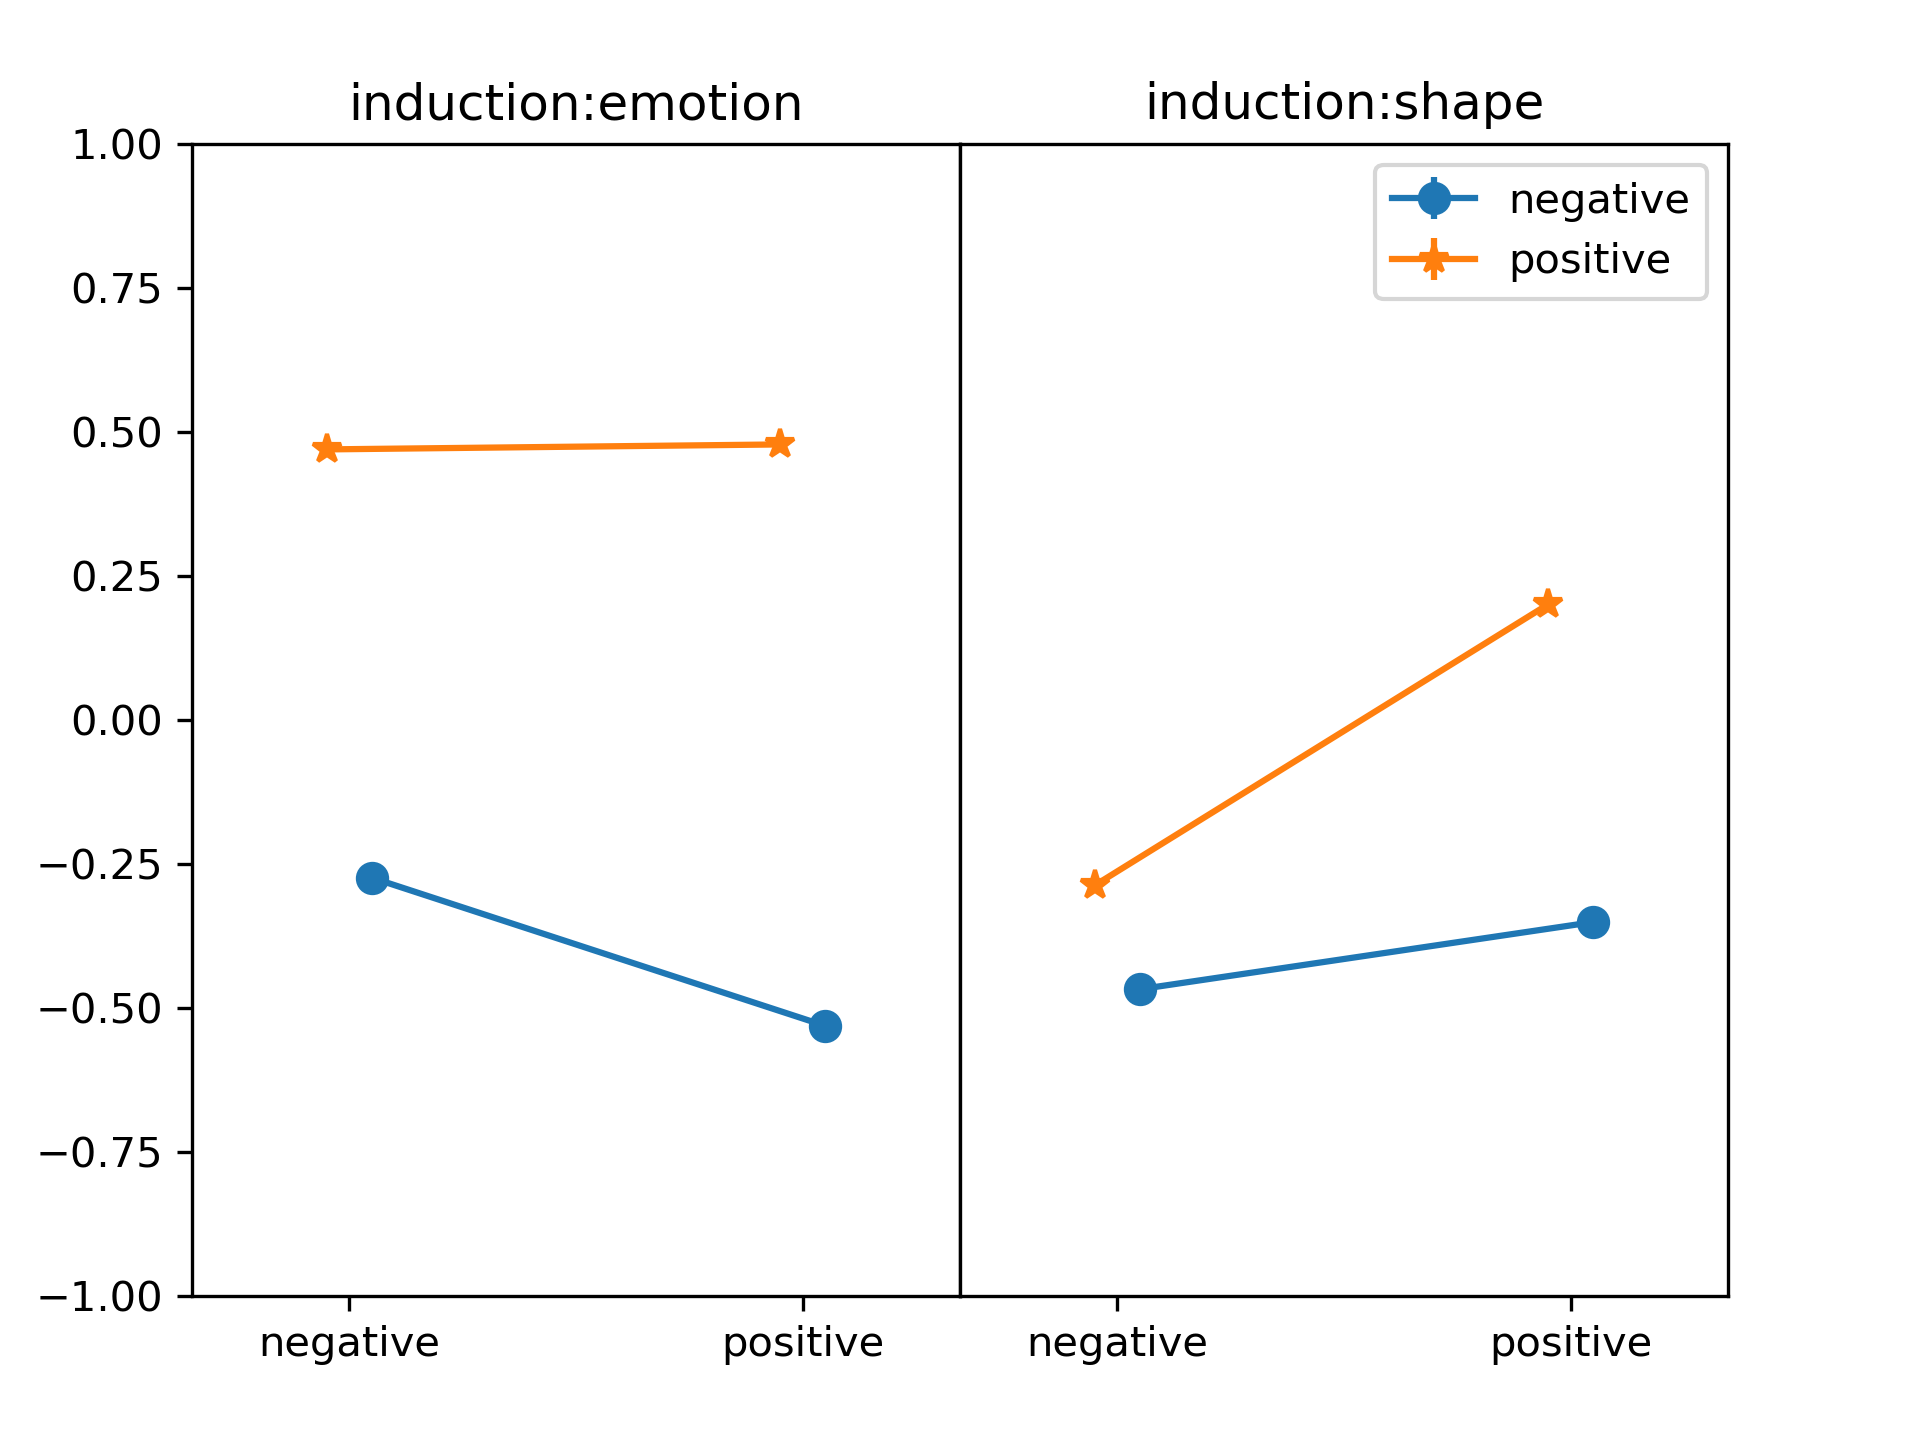 induction:emotion
induction:shape
negative
positive
1.00
0.75
0.50
0.25
0.00
−0.25
−0.50
−0.75
−1.00
negative positive negative positive